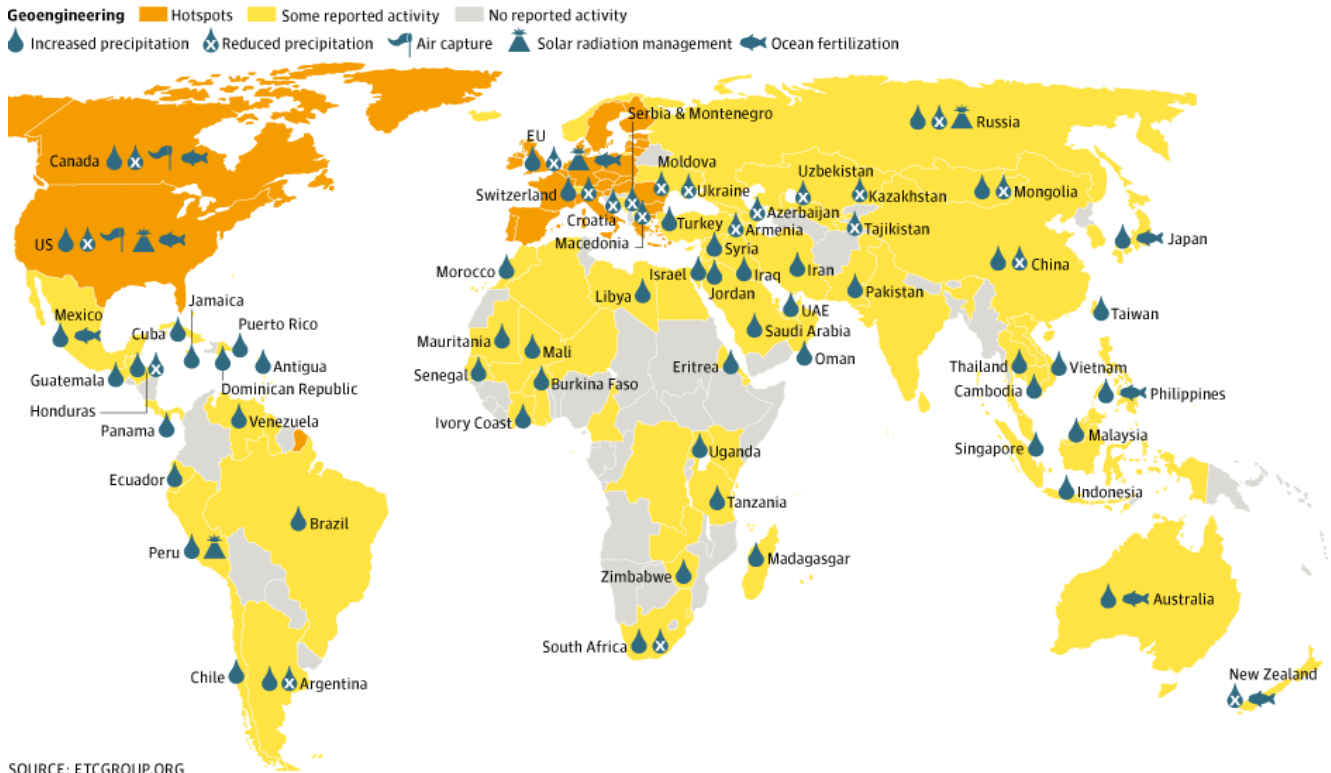 Geoengineering Hotspots Some reported activity No reported activity
Increased precipitation Reduced precipitation Air capture Solar radiation management Ocean fertilization
Serbia & Montenegro
Russia
EU
Canada
Moldova
Uzbekistan
Switzerland
Ukraine
Kazakhstan
Mongolia
Croatia
Azerbaijan
Turkey
Armenia
Tajikistan
US
Macedonia
Japan
Syria
China
Morocco
Israel
Iraq
Iran
Jordan
Libya
Pakistan
Jamaica
UAE
Mexico
Cuba
Puerto Rico
Taiwan
Saudi Arabia
Mauritania
Mali
Oman
Antigua
Eritrea
Thailand
Vietnam
Guatemala
Dominican Republic
Senegal
Burkina Faso
Cambodia
Philippines
Honduras
Venezuela
Ivory Coast
Panama
Malaysia
Singapore
Uganda
Ecuador
Indonesia
Tanzania
Brazil
Peru
Madagasgar
Zimbabwe
Australia
South Africa
Chile
Argentina
New Zealand
SOURCE: ETCGROUP.ORG